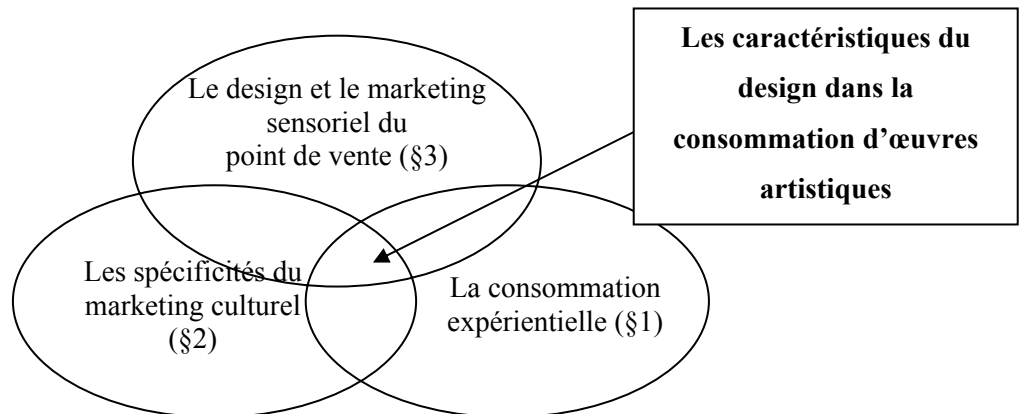 Les caractéristiques du
design dans la
consommation d’œuvres
artistiques
Le design et le marketing
sensoriel du
point de vente (§3)
Les spécificités du
marketing culturel
(§2)
La consommation
expérientielle (§1)